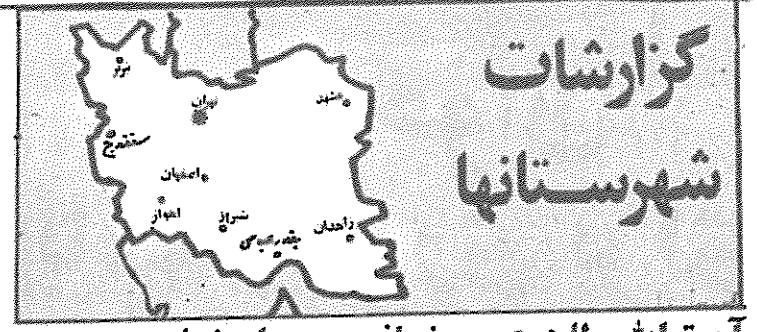 گزارشات
شهرستانها
تهران
مشهد
سنندج
اصفهان
اهواز
شیراز
بندرعباس
زاهدان